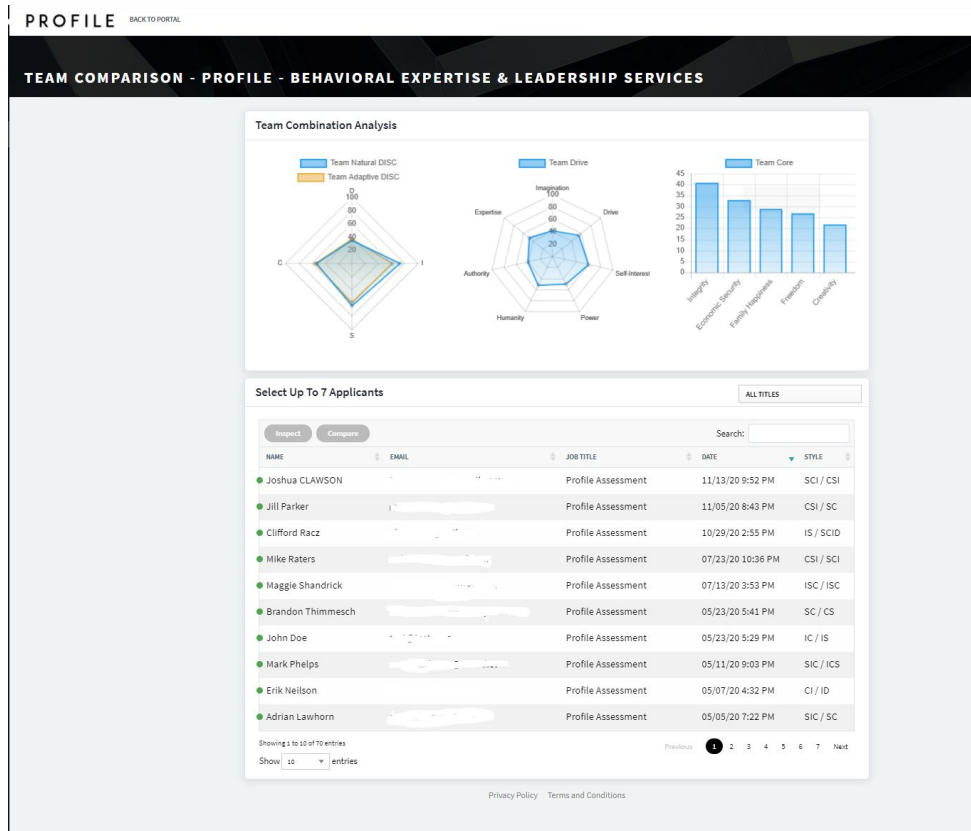 PROFILE BACK TO PORTAL
TEAM COMPARISON - PROFILE - BEHAVIORAL EXPERTISE & LEADERSHIP SERVICES
Team Combination Analysis
Team Natural DISC
Team Adaptive DISC
D
100
80
60
40
20
C
I
S
Team Drive
Imagination
100
80
60
40
20
Expertise
Drive
Authority
Self-Interest
Humanity
Power
Team Core
45
40
35
30
25
20
15
10
5
0
Integrity
Economic Security
Family Happiness
Freedom
Creativity
Select Up To 7 Applicants
ALL TITLES
Inspect Compare Search:
NAME EMAIL JOB TITLE DATE STYLE
Joshua CLAWSON Profile Assessment 11/13/20 9:52 PM SCI / CSI
Jill Parker Profile Assessment 11/05/20 8:43 PM CSI / SC
Clifford Racz Profile Assessment 10/29/20 2:55 PM IS / SCID
Mike Raters Profile Assessment 07/23/20 10:36 PM CSI / SCI
Maggie Shandrick Profile Assessment 07/13/20 3:53 PM ISC / ISC
Brandon Thimmesch Profile Assessment 05/23/20 5:41 PM SC / CS
John Doe Profile Assessment 05/23/20 5:29 PM IC / IS
Mark Phelps Profile Assessment 05/11/20 9:03 PM SIC / ICS
Erik Neilson Profile Assessment 05/07/20 4:32 PM CI / ID
Adrian Lawhorn Profile Assessment 05/05/20 7:22 PM SIC / SC
Showing 1 to 10 of 70 entries
Previous 1 2 3 4 5 6 7 Next
Show 10 entries
Privacy Policy Terms and Conditions